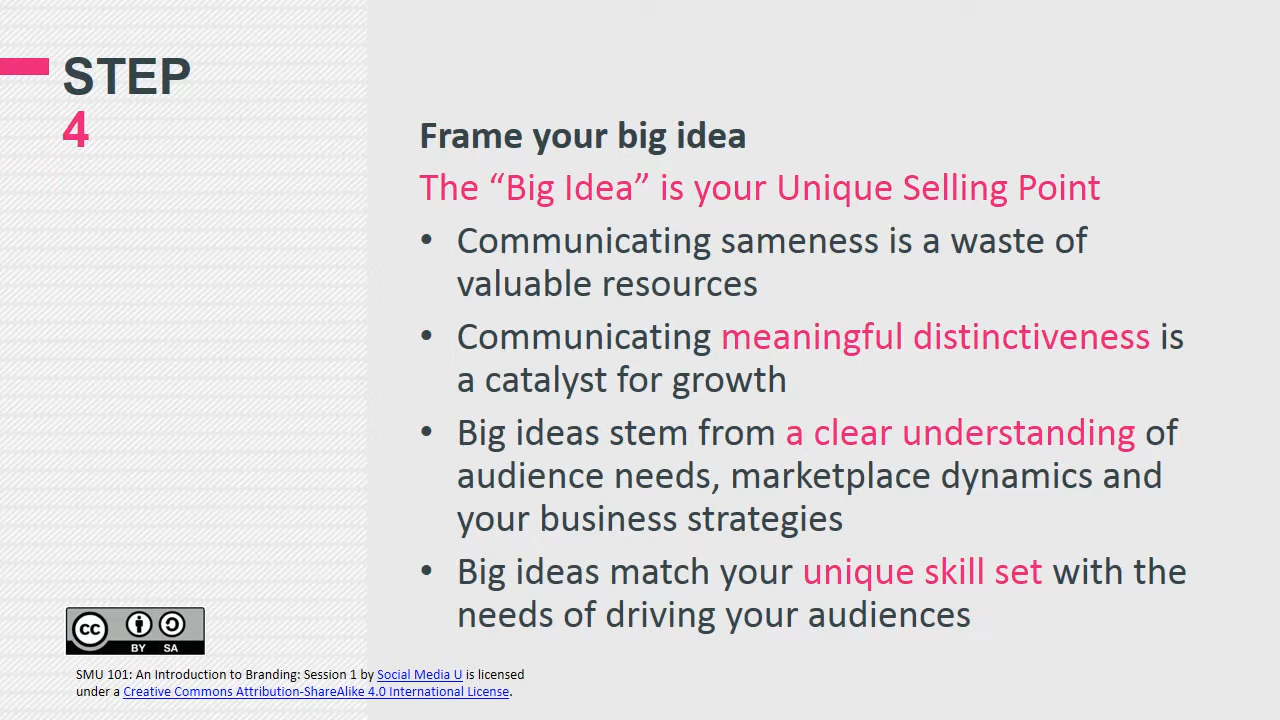 STEP
4
Frame your big idea
The “Big Idea” is your Unique Selling Point
• Communicating sameness is a waste of
valuable resources
• Communicating meaningful distinctiveness is
a catalyst for growth
• Big ideas stem from a clear understanding of
audience needs, marketplace dynamics and
your business strategies
• Big ideas match your unique skill set with the
needs of driving your audiences
cc
BY SA
SMU 101: An Introduction to Branding: Session 1 by Social Media U is licensed
under a Creative Commons Attribution-ShareAlike 4.0 International License.